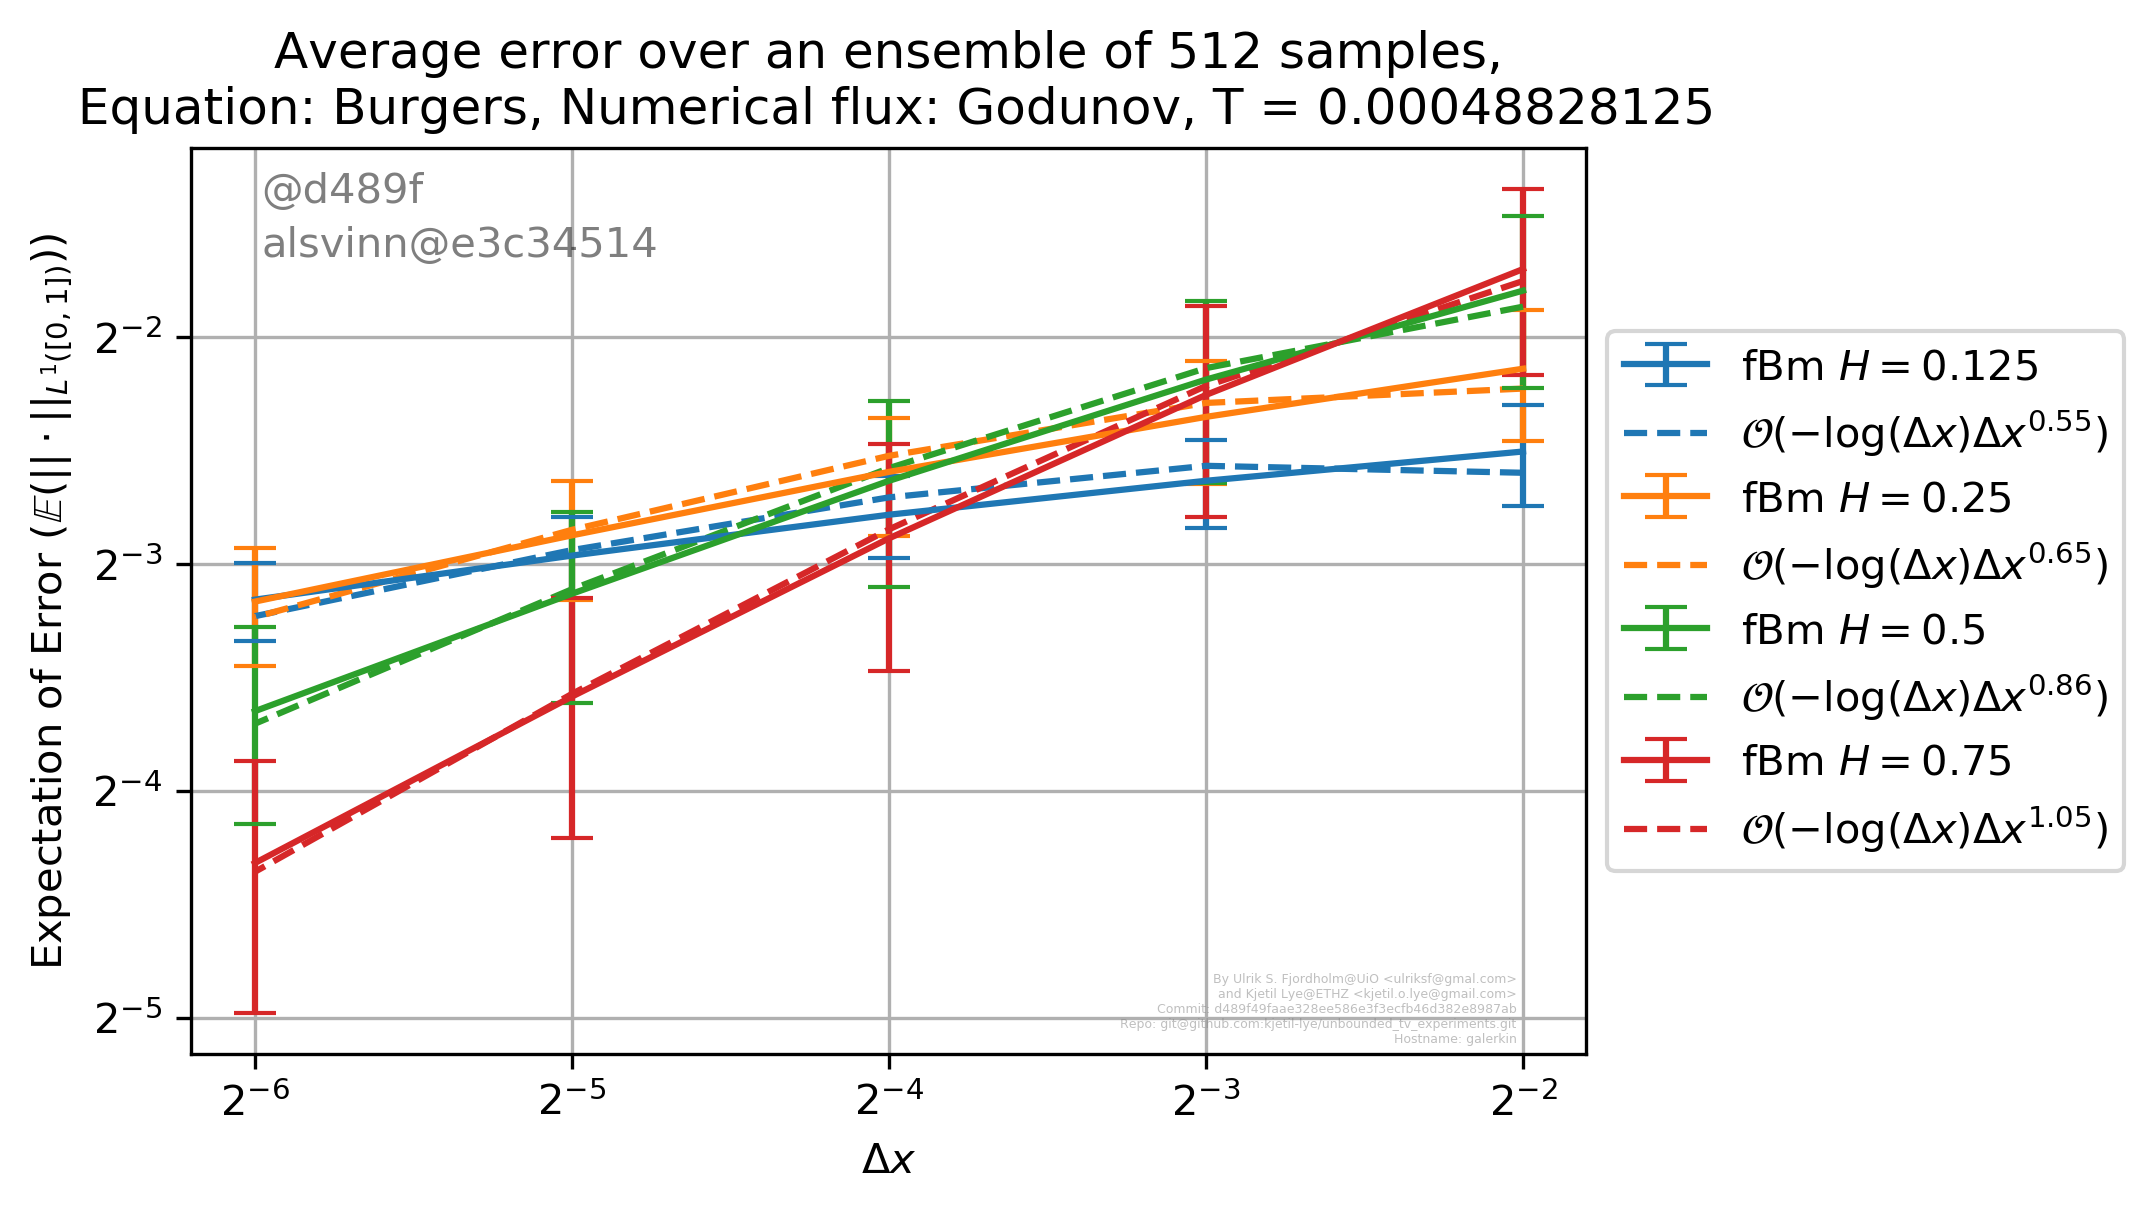 Average error over an ensemble of 512 samples,
Equation: Burgers, Numerical flux: Godunov, T = 0.00048828125
@d489f
alsvinn@e3c34514
Expectation of Error (𝔼(||·||_{L^1([0,1])}))
2^{-2}
2^{-3}
2^{-4}
2^{-5}
2^{-6}
2^{-5}
2^{-4}
2^{-3}
2^{-2}
Δx
fBm H = 0.125
𝒪(−log(Δx)Δx^{0.55})
fBm H = 0.25
𝒪(−log(Δx)Δx^{0.65})
fBm H = 0.5
𝒪(−log(Δx)Δx^{0.86})
fBm H = 0.75
𝒪(−log(Δx)Δx^{1.05})
By Ulrik S. Fjordholm@UiO <ulriksf@gmal.com>
and Kjetil Lye@ETHZ <kjetil.o.lye@gmail.com>
Commit: d489f49faae328ee586e3f3ecfb46d382e8987ab
Repo: git@github.com:kjetil-lye/unbounded_tv_experiments.git
Hostname: galerkin